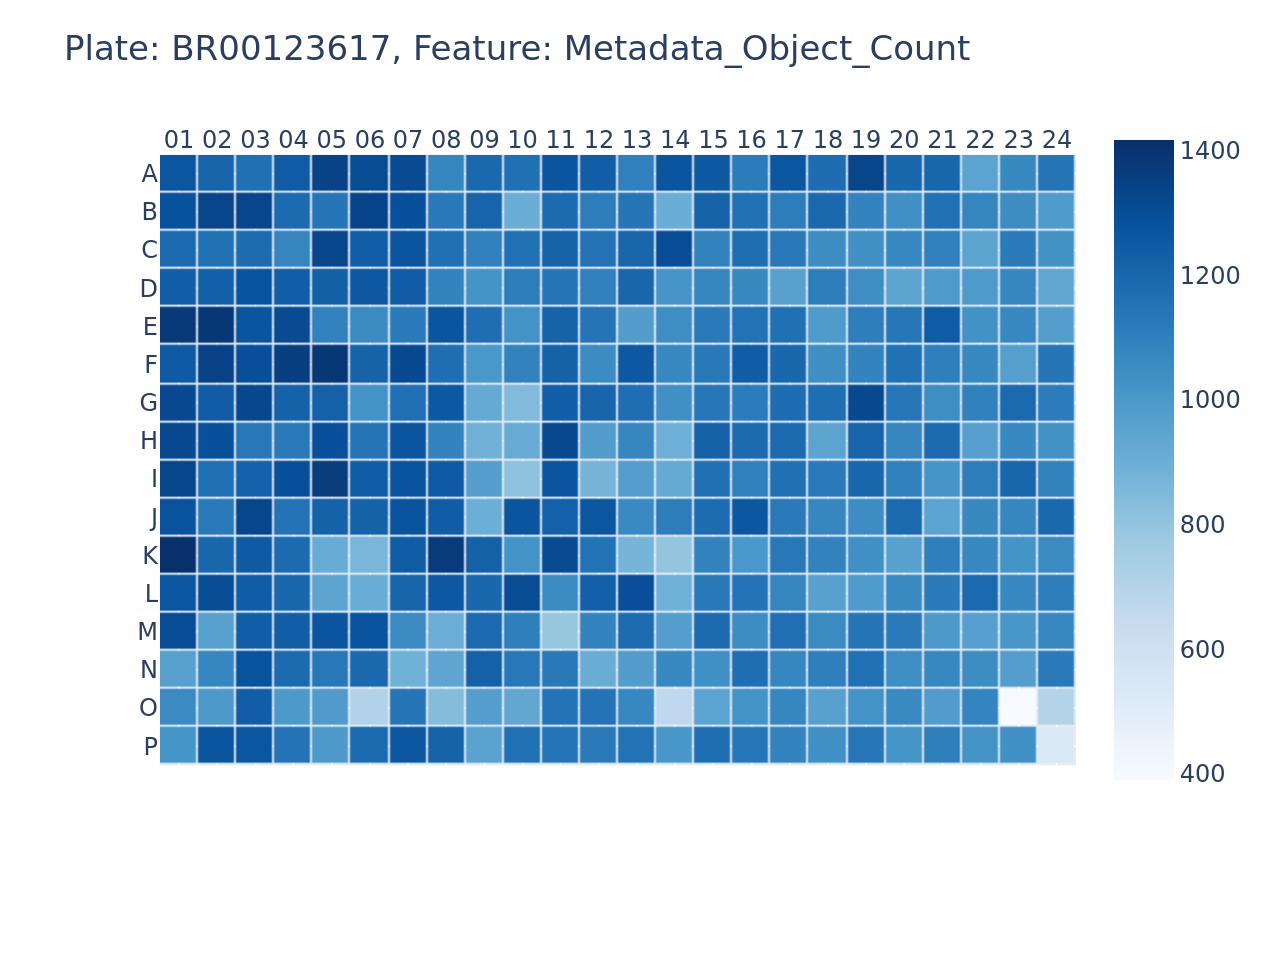 Plate: BR00123617, Feature: Metadata_Object_Count
01 02 03 04 05 06 07 08 09 10 11 12 13 14 15 16 17 18 19 20 21 22 23 24
A
B
C
D
E
F
G
H
I
J
K
L
M
N
O
P
1400
1200
1000
800
600
400